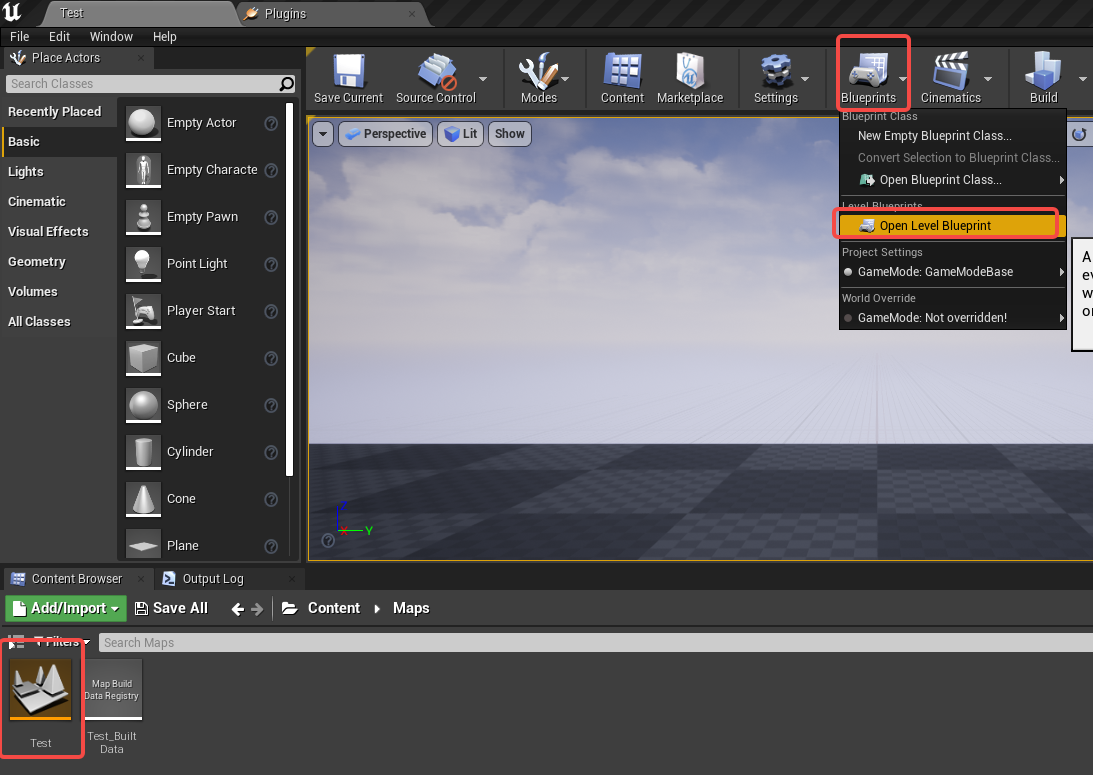 Test
Plugins
File Edit Window Help
Place Actors
Search Classes
Recently Placed
Basic
Lights
Cinematic
Visual Effects
Geometry
Volumes
All Classes
Empty Actor
Empty Characte
Empty Pawn
Point Light
Player Start
Cube
Sphere
Cylinder
Cone
Plane
Save Current
Source Control
Modes
Content
Marketplace
Settings
Blueprints
Cinematics
Build
Perspective
Lit
Show
Blueprint Class
New Empty Blueprint Class...
Convert Selection to Blueprint Class...
Open Blueprint Class...
Level Blueprints
Open Level Blueprint
Project Settings
GameMode: GameModeBase
World Override
GameMode: Not overridden!
A
ev
w
or
Z
X
Y
Content Browser
Output Log
Add/Import
Save All
Content
Maps
Filters
Search Maps
Map Build
Data Registry
Test
Test_Built
Data